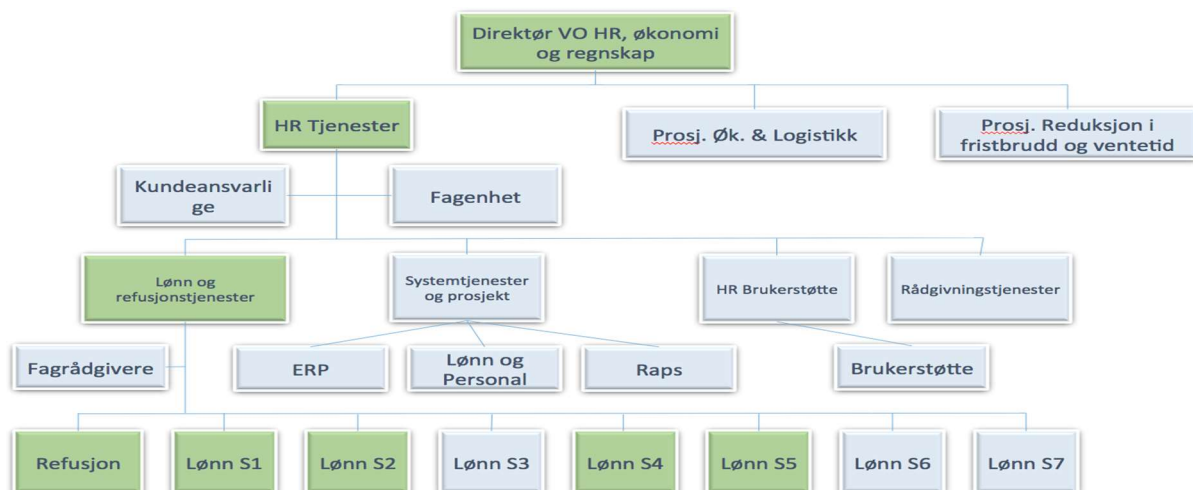 Direktør VO HR, økonomi
og regnskap
HR Tjenester
Prosj. Øk. & Logistikk
Prosj. Reduksjon i
fristbrudd og ventetid
Kundeansvarli
ge
Fagenhet
Lønn og
refusjonstjenester
Systemtjenester
og prosjekt
HR Brukerstøtte
Rådgivningstjenester
Fagrådgivere
ERP
Lønn og
Personal
Raps
Brukerstøtte
Refusjon
Lønn S1
Lønn S2
Lønn S3
Lønn S4
Lønn S5
Lønn S6
Lønn S7